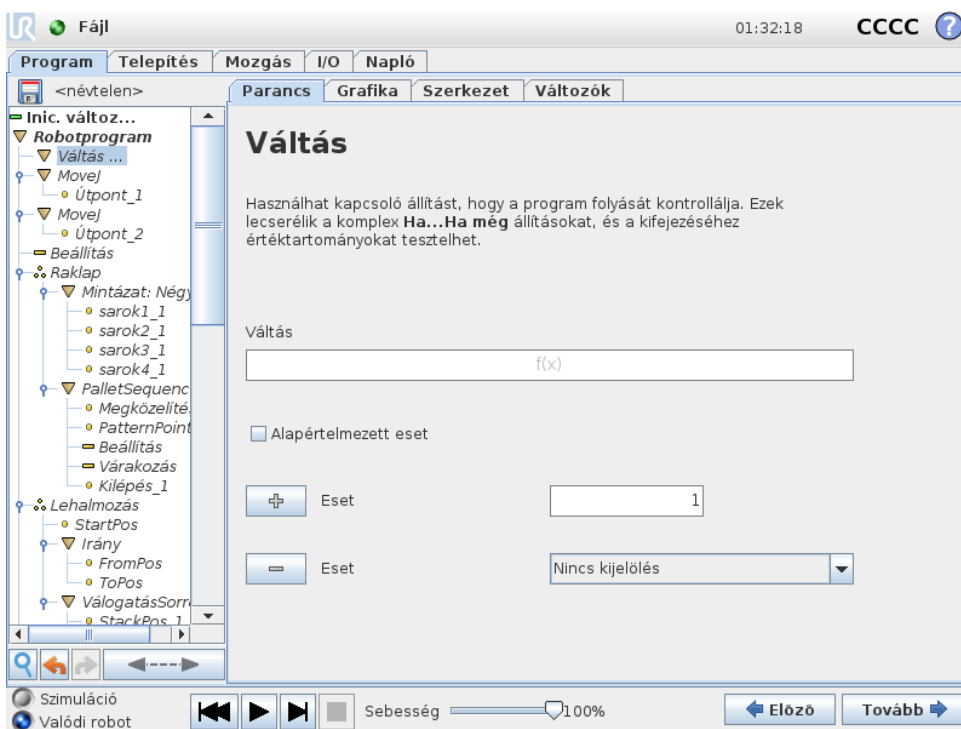 UR Fájl 01:32:18 CCCC ?
Program Telepítés Mozgás I/O Napló
<névtelen>
Parancs Grafika Szerkezet Változók
Inic. változ...
Robotprogram
Váltás ...
MoveJ
Útpont_1
MoveJ
Útpont_2
Beállítás
Raklap
Mintázat: Négy
sarok1_1
sarok2_1
sarok3_1
sarok4_1
PalletSequenc
Megközelíté
PatternPoint
Beállítás
Várakozás
Kilépés_1
Lehalmozás
StartPos
Irány
FromPos
ToPos
VálogatásSorr
StackPos_1
Váltás
Használhat kapcsoló állítást, hogy a program folyását kontrollálja. Ezek
lecserélik a komplex Ha...Ha még állításokat, és a kifejezéséhez
értéktartományokat tesztelhet.
Váltás
f(x)
Alapértelmezett eset
Eset 1
Eset Nincs kijelölés
Szimuláció
Valódi robot
Sebesség 100%
Előző Tovább